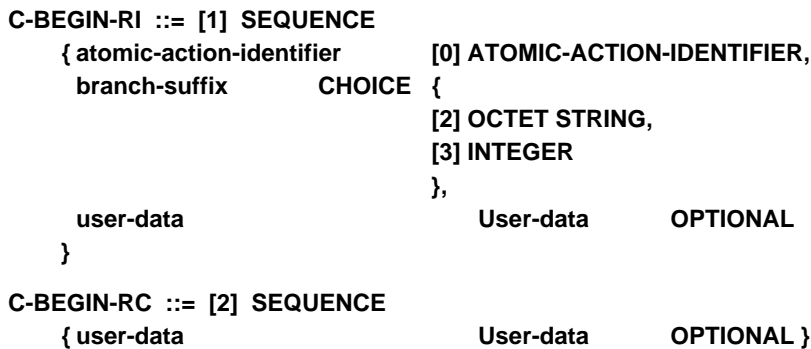 C-BEGIN-RI ::= [1] SEQUENCE
{ atomic-action-identifier [0] ATOMIC-ACTION-IDENTIFIER,
branch-suffix CHOICE {
[2] OCTET STRING,
[3] INTEGER
},
user-data User-data OPTIONAL
}
C-BEGIN-RC ::= [2] SEQUENCE
{ user-data User-data OPTIONAL }